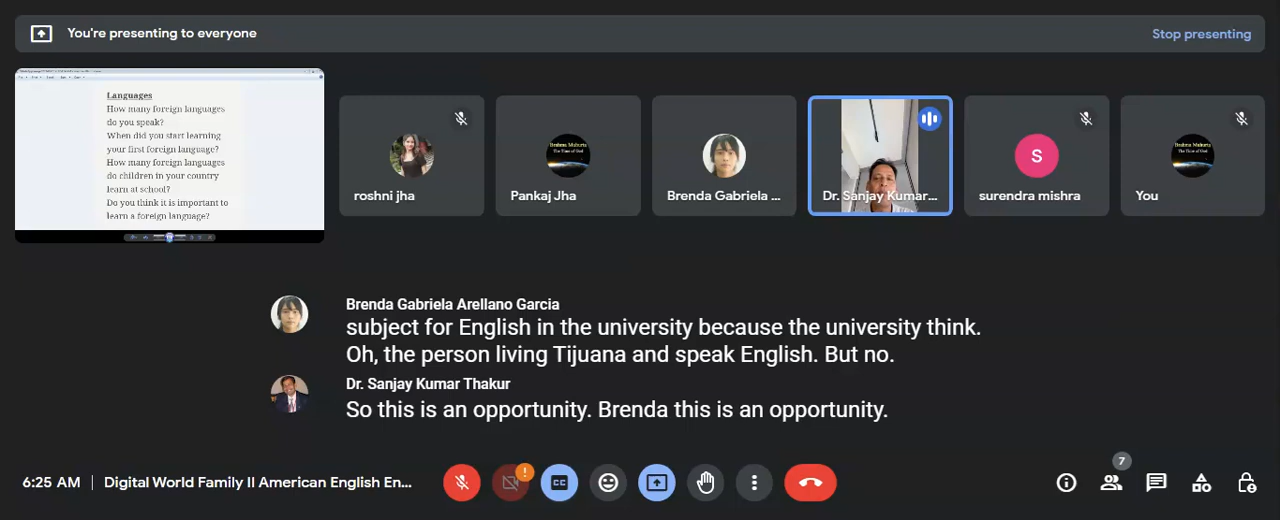 You're presenting to everyone
Stop presenting
Languages
How many foreign languages
do you speak?
When did you start learning
your first foreign language?
How many foreign languages
do children in your country
learn at school?
Do you think it is important to
learn a foreign language?
roshni jha
Pankaj Jha
Brenda Gabriela ...
Dr. Sanjay Kumar...
S
surendra mishra
You
Brenda Gabriela Arellano Garcia
subject for English in the university because the university think.
Oh, the person living Tijuana and speak English. But no.
Dr. Sanjay Kumar Thakur
So this is an opportunity. Brenda this is an opportunity.
6:25 AM | Digital World Family II American English En...
CC
7